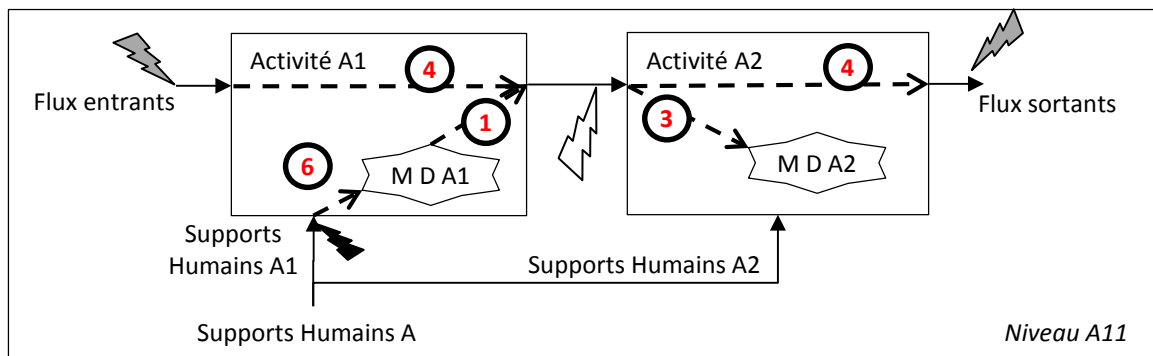 Activité A1
4
Activité A2
4
Flux entrants
Flux sortants
1
3
6
M D A1
M D A2
Supports
Humains A1
Supports Humains A2
Supports Humains A
Niveau A11